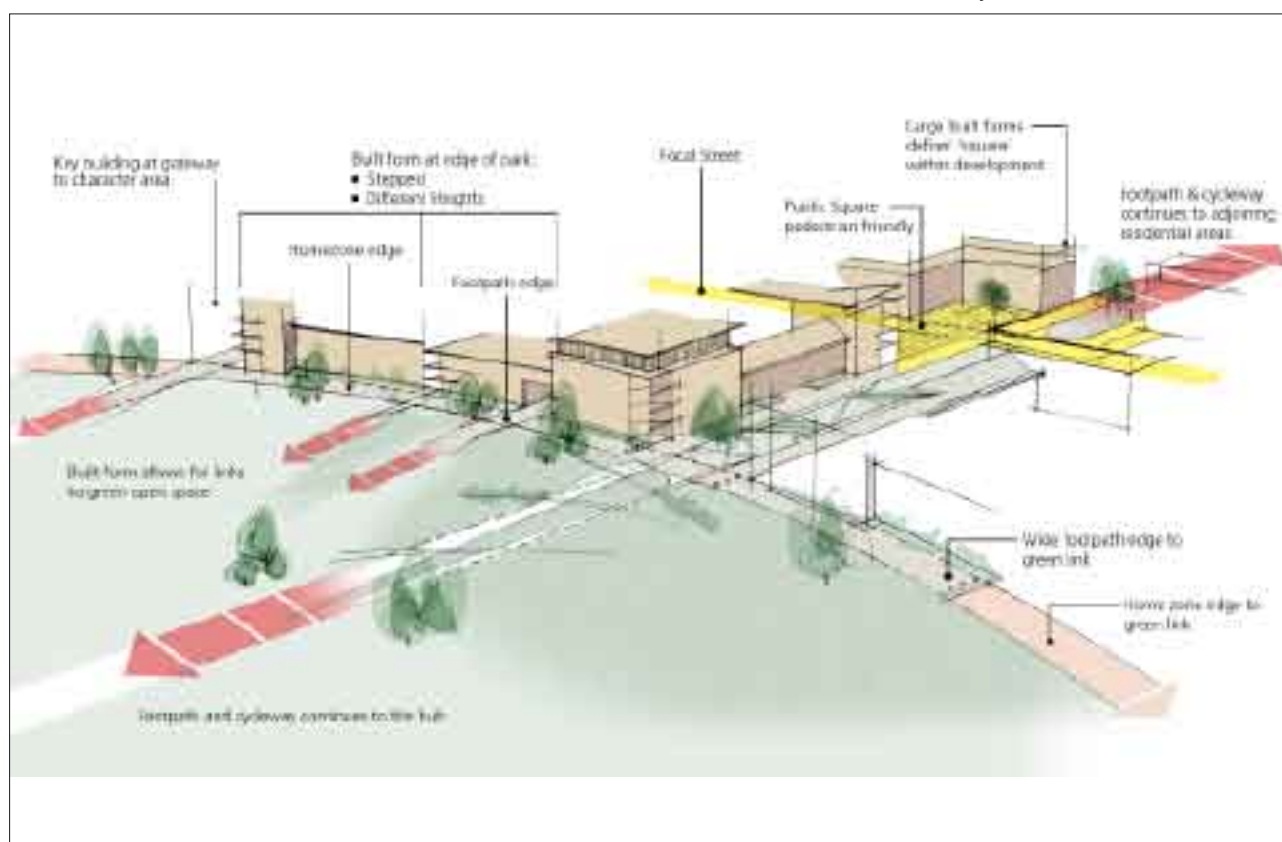 Key building at gateway
to character area
Built form at edge of park:
▪ Stepped
▪ Different Heights
Homezone edge
Footpath edge
Focal Street
Public Square
pedestrian friendly
Large built forms
define 'square'
within development
Footpath & cycleway
continues to adjoining
residential areas
Built form allows for links
to green open space
Wide footpath edge to
green link
Home zone edge to
green link
Footpath and cycleway continues to the hub